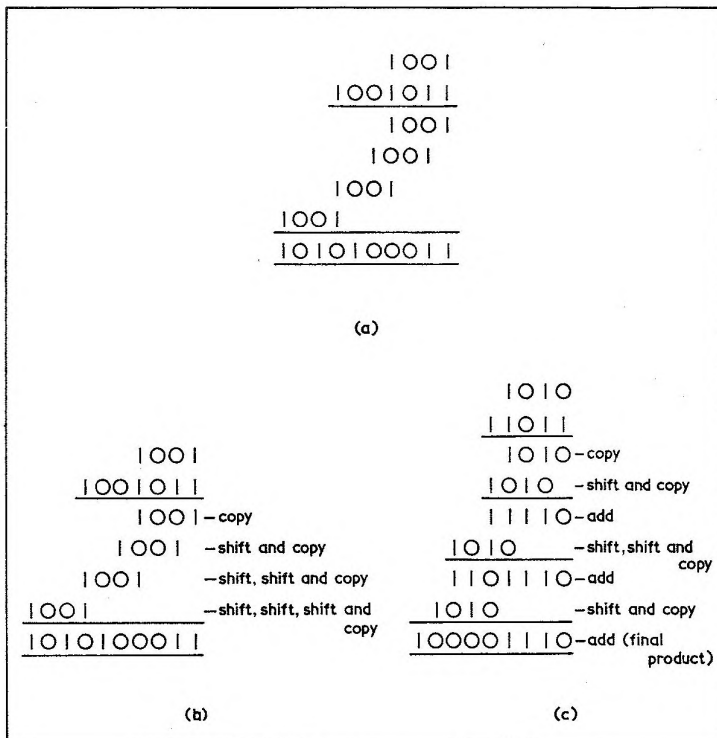 1001
1001011
1001
1001
1001
1001
1010100011
(a)
1001
1001011
1001 – copy
1001 – shift and copy
1001 – shift, shift and copy
1001 – shift, shift, shift and
copy
1010100011
(b)
1010
11011
1010 – copy
1010 – shift and copy
11110 – add
1010 – shift, shift and
copy
1101110 – add
1010 – shift and copy
100001110 – add (final
product)
(c)